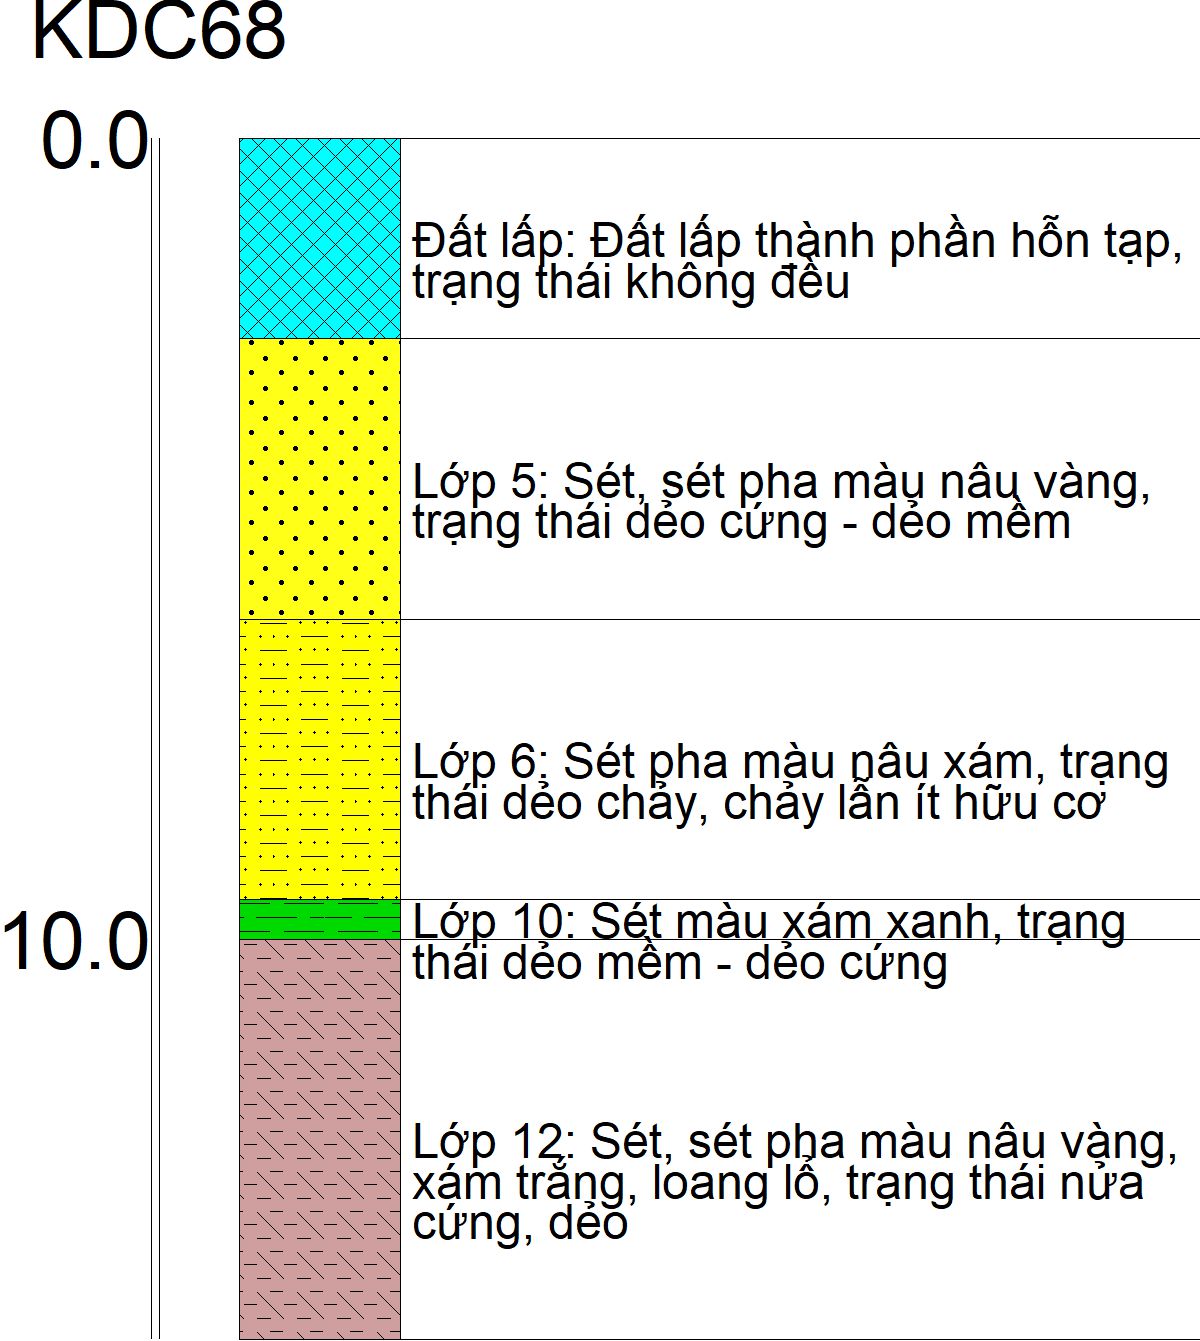 KDC68
0.0
Đất lấp: Đất lấp thành phần hỗn tạp,
trạng thái không đều
Lớp 5: Sét, sét pha màu nâu vàng,
trạng thái dẻo cứng - dẻo mềm
Lớp 6: Sét pha màu nâu xám, trạng
thái dẻo chảy, chảy lẫn ít hữu cơ
10.0
Lớp 10: Sét màu xám xanh, trạng
thái dẻo mềm - dẻo cứng
Lớp 12: Sét, sét pha màu nâu vàng,
xám trắng, loang lổ, trạng thái nửa
cứng, dẻo